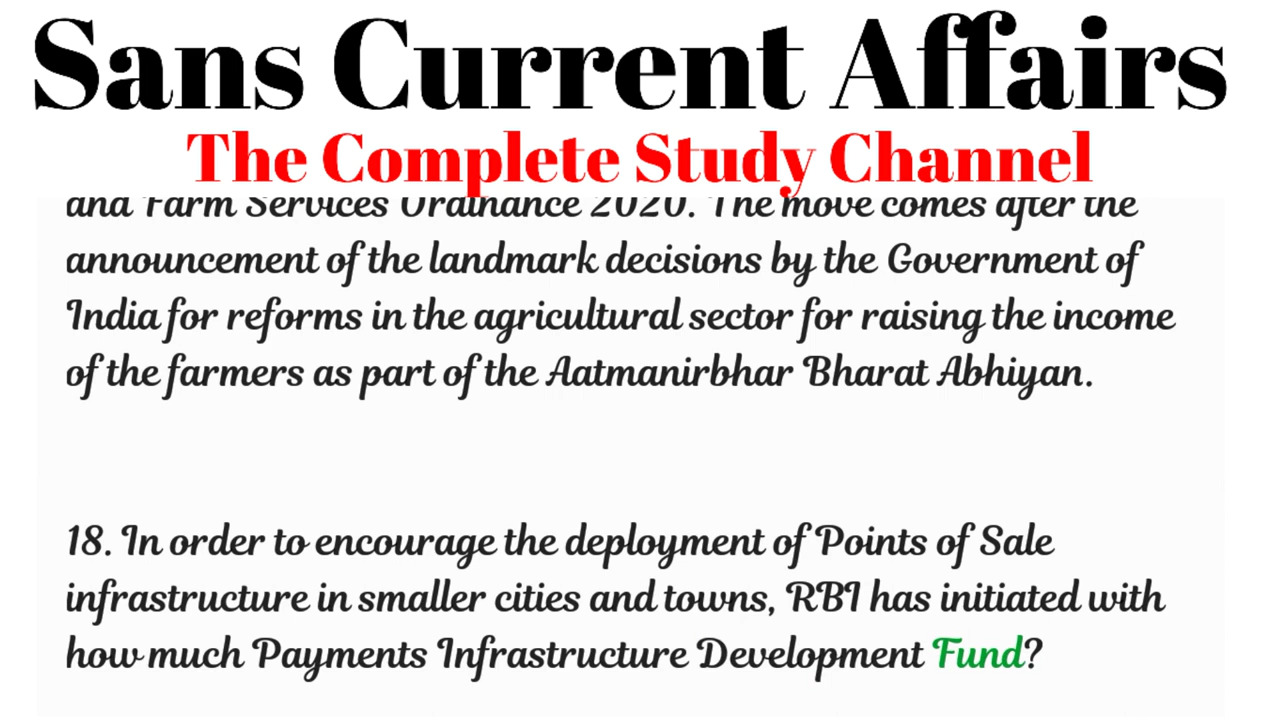 Sans Current Affairs
The Complete Study Channel
and Farm Services Ordinance 2020. The move comes after the
announcement of the landmark decisions by the Government of
India for reforms in the agricultural sector for raising the income
of the farmers as part of the Aatmanirbhar Bharat Abhiyan.
18. In order to encourage the deployment of Points of Sale
infrastructure in smaller cities and towns, RBI has initiated with
how much Payments Infrastructure Development Fund?